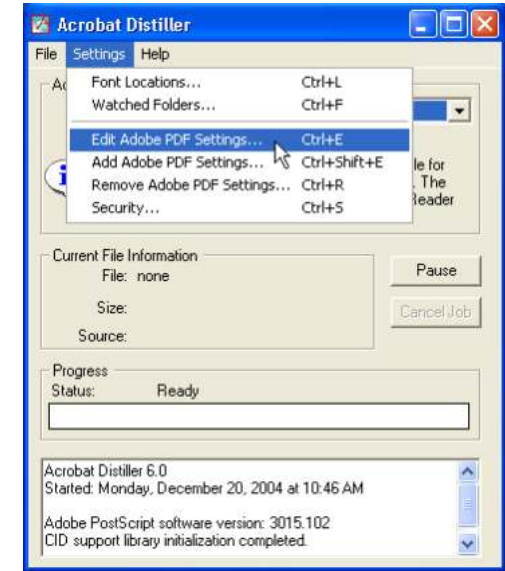 Acrobat Distiller
File Settings Help
Font Locations... Ctrl+L
Watched Folders... Ctrl+F
Edit Adobe PDF Settings... Ctrl+E
Add Adobe PDF Settings... Ctrl+Shift+E
Remove Adobe PDF Settings... Ctrl+R
Security... Ctrl+S
for
The
Current File Information
File: none
Pause
Size:
Cancel Job
Source:
Progress
Status: Ready
Acrobat Distiller 6.0
Started: Monday, December 20, 2004 at 10:46 AM
Adobe PostScript software version: 3015.102
CID support library initialization completed.